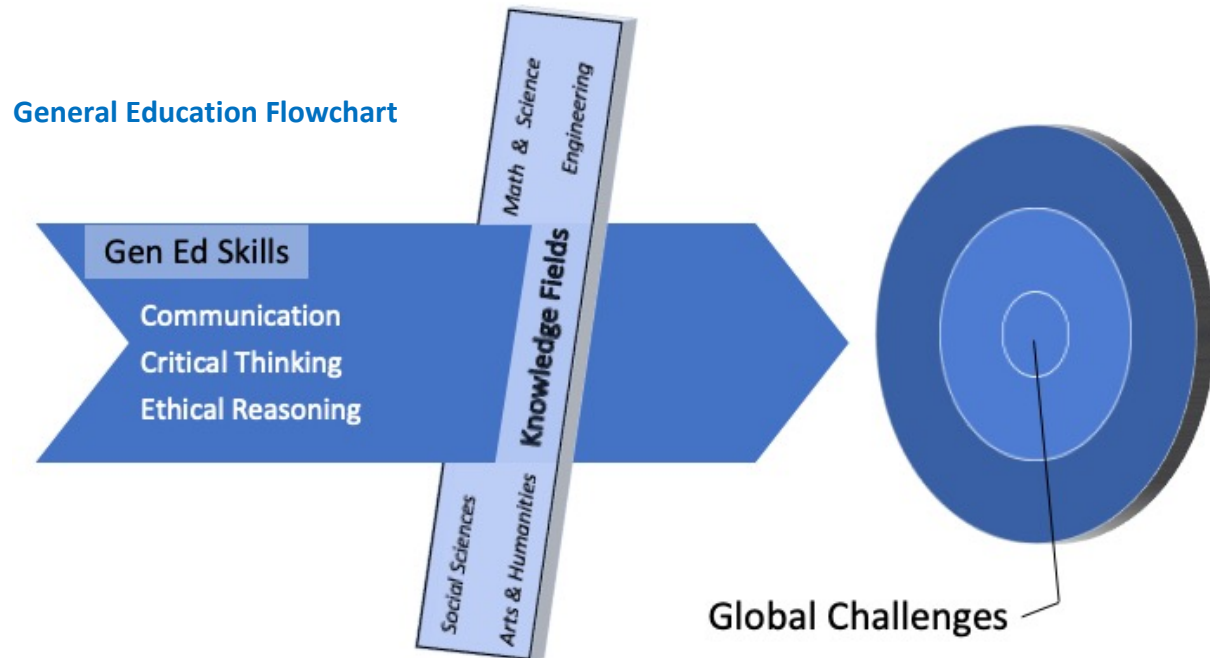 General Education Flowchart
Math & Science
Engineering
Gen Ed Skills
Communication
Critical Thinking
Ethical Reasoning
Knowledge Fields
Social Sciences
Arts & Humanities
Global Challenges